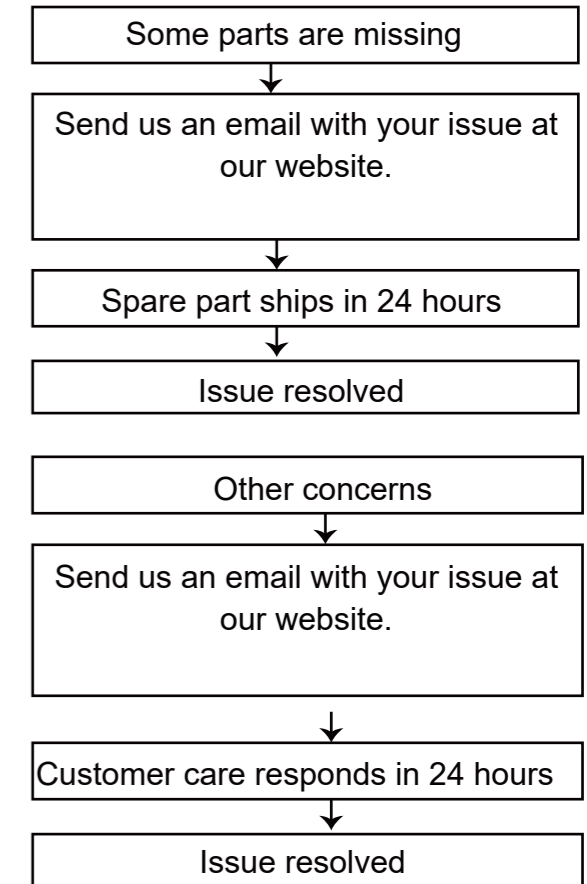 Some parts are missing
Send us an email with your issue at
our website.
Spare part ships in 24 hours
Issue resolved
Other concerns
Send us an email with your issue at
our website.
Customer care responds in 24 hours
Issue resolved